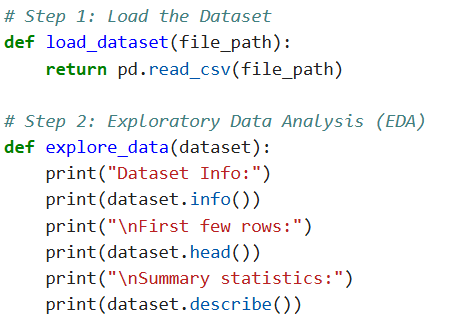 # Step 1: Load the Dataset
def load_dataset(file_path):
    return pd.read_csv(file_path)

# Step 2: Exploratory Data Analysis (EDA)
def explore_data(dataset):
    print("Dataset Info:")
    print(dataset.info())
    print("\nFirst few rows:")
    print(dataset.head())
    print("\nSummary statistics:")
    print(dataset.describe())